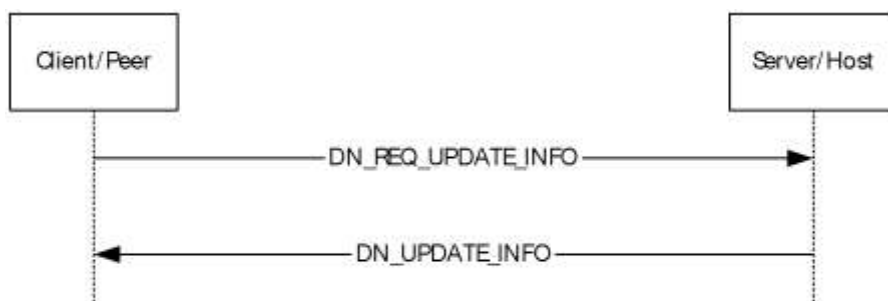 Client/Peer
Server/Host
DN_REQ_UPDATE_INFO
DN_UPDATE_INFO